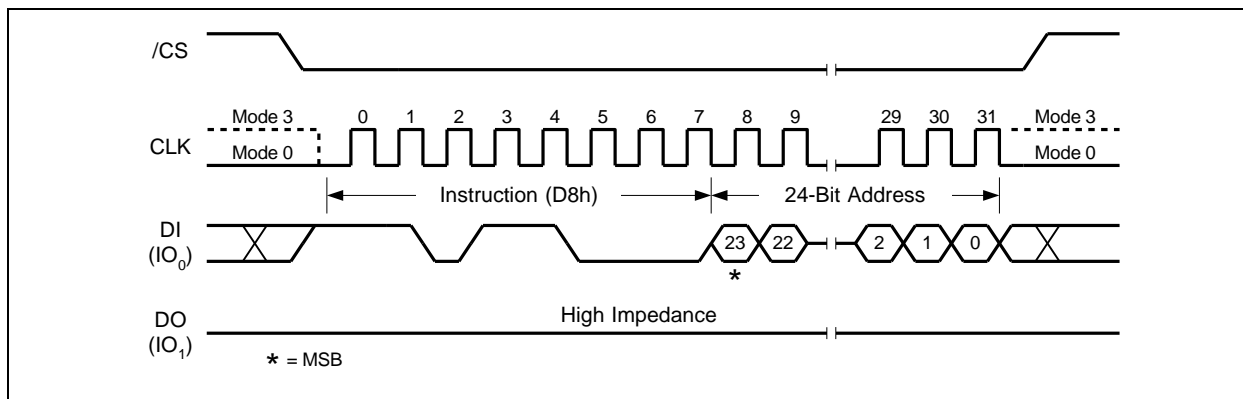 /CS
Mode 3 0 1 2 3 4 5 6 7 8 9 29 30 31 Mode 3
CLK Mode 0 Mode 0
Instruction (D8h) 24-Bit Address
DI
(IO₀)
23 22 2 1 0
*
High Impedance
DO
(IO₁)
* = MSB